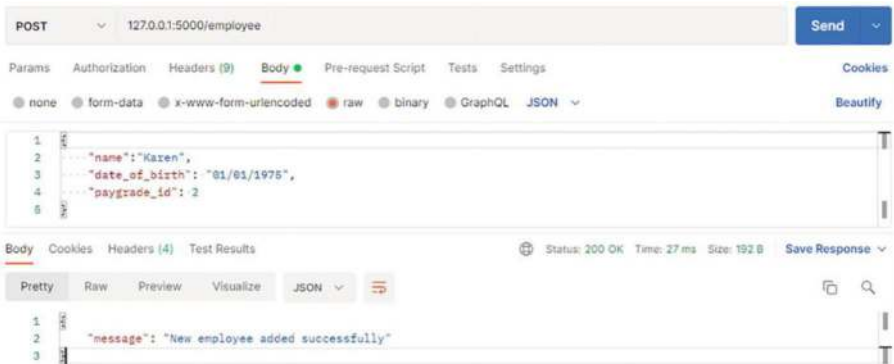 POST 127.0.0.1:5000/employee Send
Params Authorization Headers (9) Body Pre-request Script Tests Settings Cookies
none form-data x-www-form-urlencoded raw binary GraphQL JSON Beautify
1 {
2 "name":"Karen",
3 "date_of_birth": "01/01/1975",
4 "paygrade_id": 2
5 }
Body Cookies Headers (4) Test Results Status: 200 OK Time: 27 ms Size: 192 B Save Response
Pretty Raw Preview Visualize JSON
1 {
2 "message": "New employee added successfully"
3 }